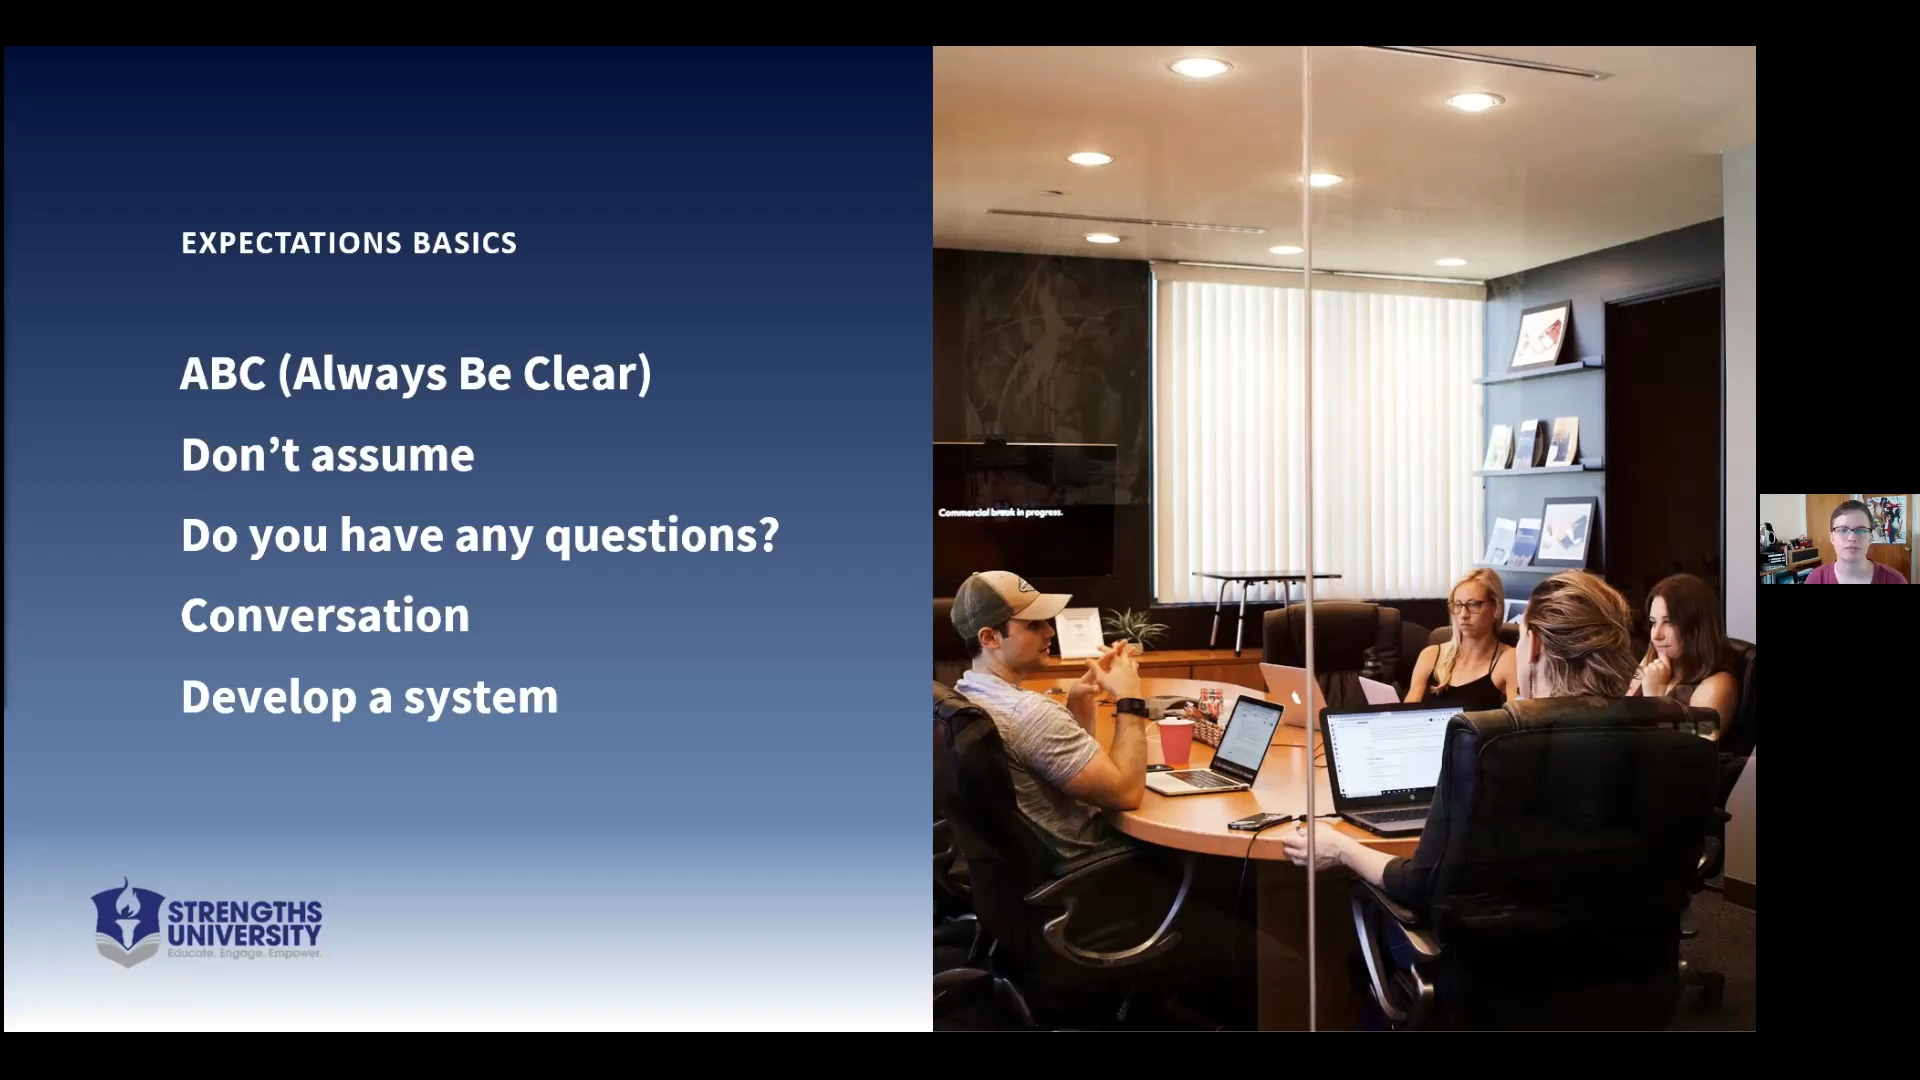 EXPECTATIONS BASICS
ABC (Always Be Clear)
Don’t assume
Do you have any questions?
Conversation
Develop a system
STRENGTHS
UNIVERSITY
Educate. Engage. Empower.
Commercial break in progress.